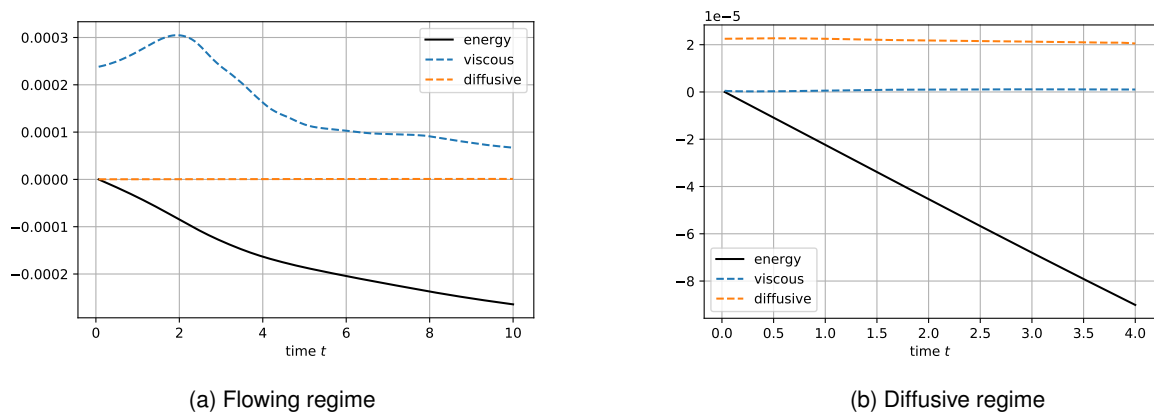 0.0003
0.0002
0.0001
0.0000
−0.0001
−0.0002
0 2 4 6 8 10
time t
energy
viscous
diffusive
(a) Flowing regime
1e−5
2
0
−2
−4
−6
−8
0.0 0.5 1.0 1.5 2.0 2.5 3.0 3.5 4.0
time t
energy
viscous
diffusive
(b) Diffusive regime